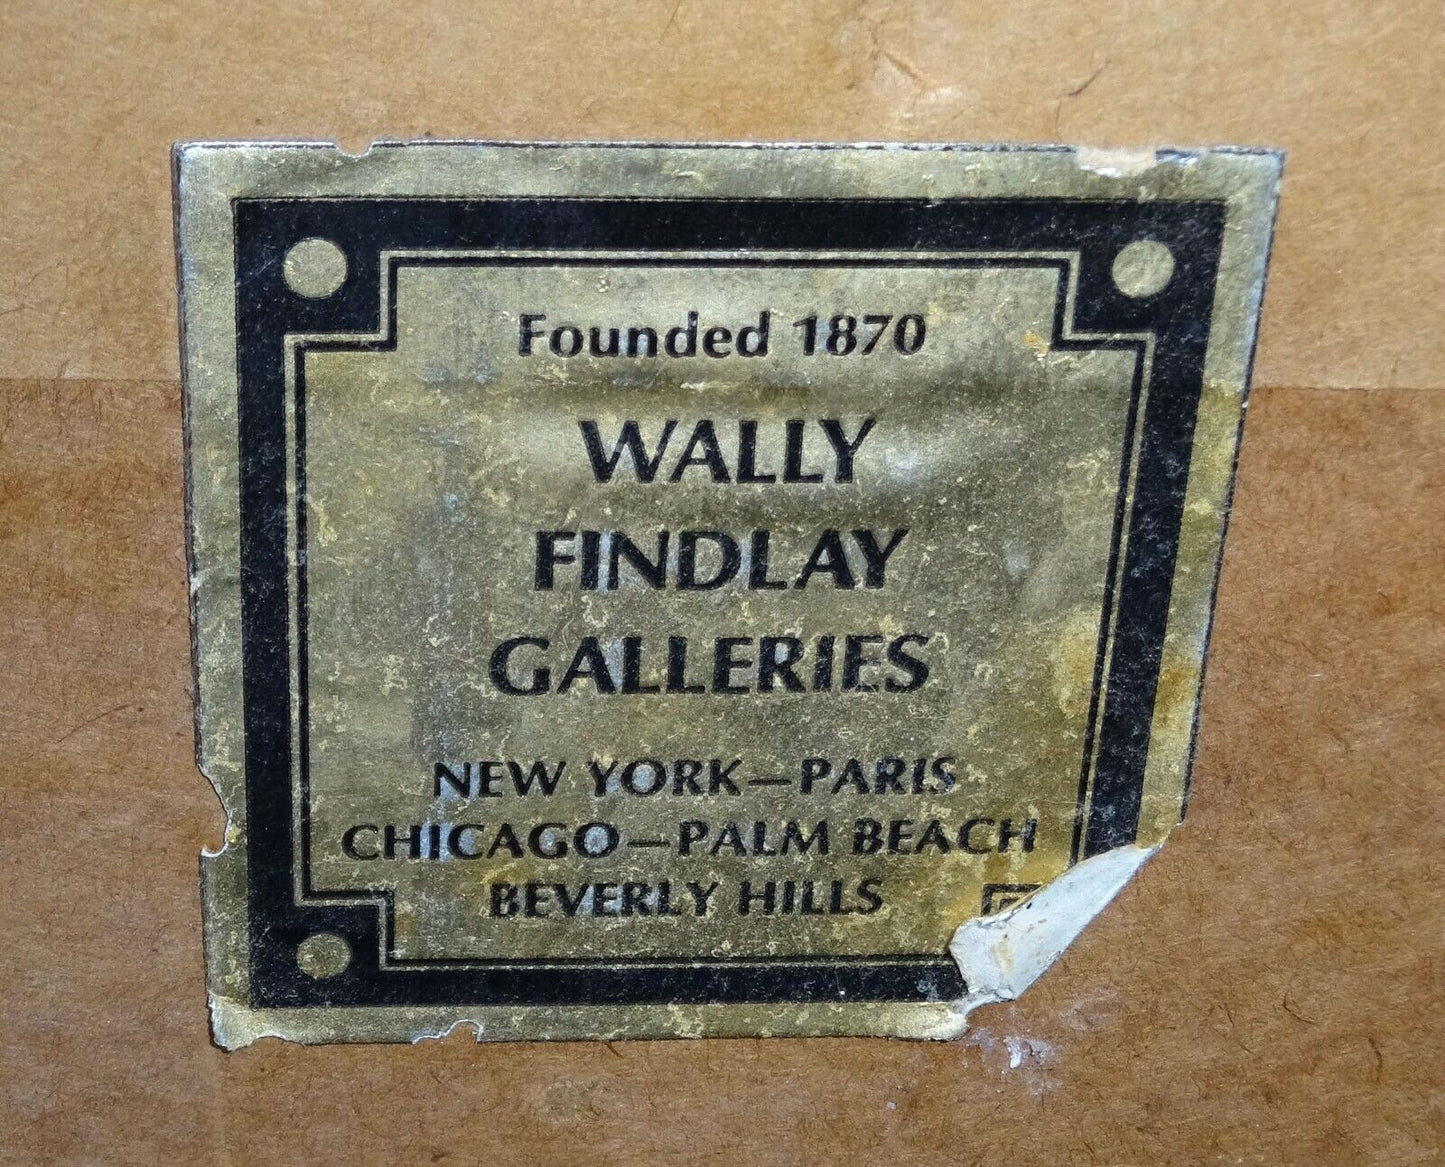 Founded 1870
WALLY
FINDLAY
GALLERIES
NEW YORK—PARIS
CHICAGO—PALM BEACH
BEVERLY HILLS